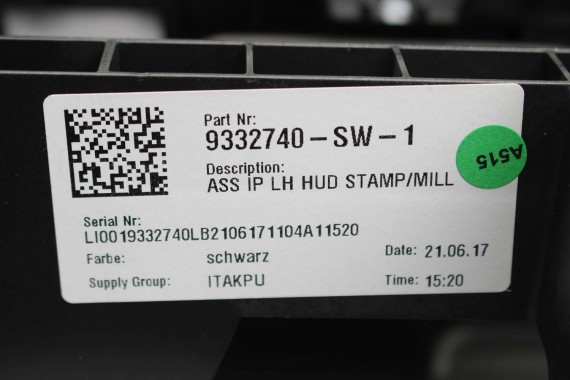 Part Nr:
9332740-SW-1
Description:
ASS IP LH HUD STAMP/MILL
A515
Serial Nr:
LI0019332740LB2106171104A11520
Farbe: schwarz
Date: 21.06.17
Supply Group: ITAKPU
Time: 15:20